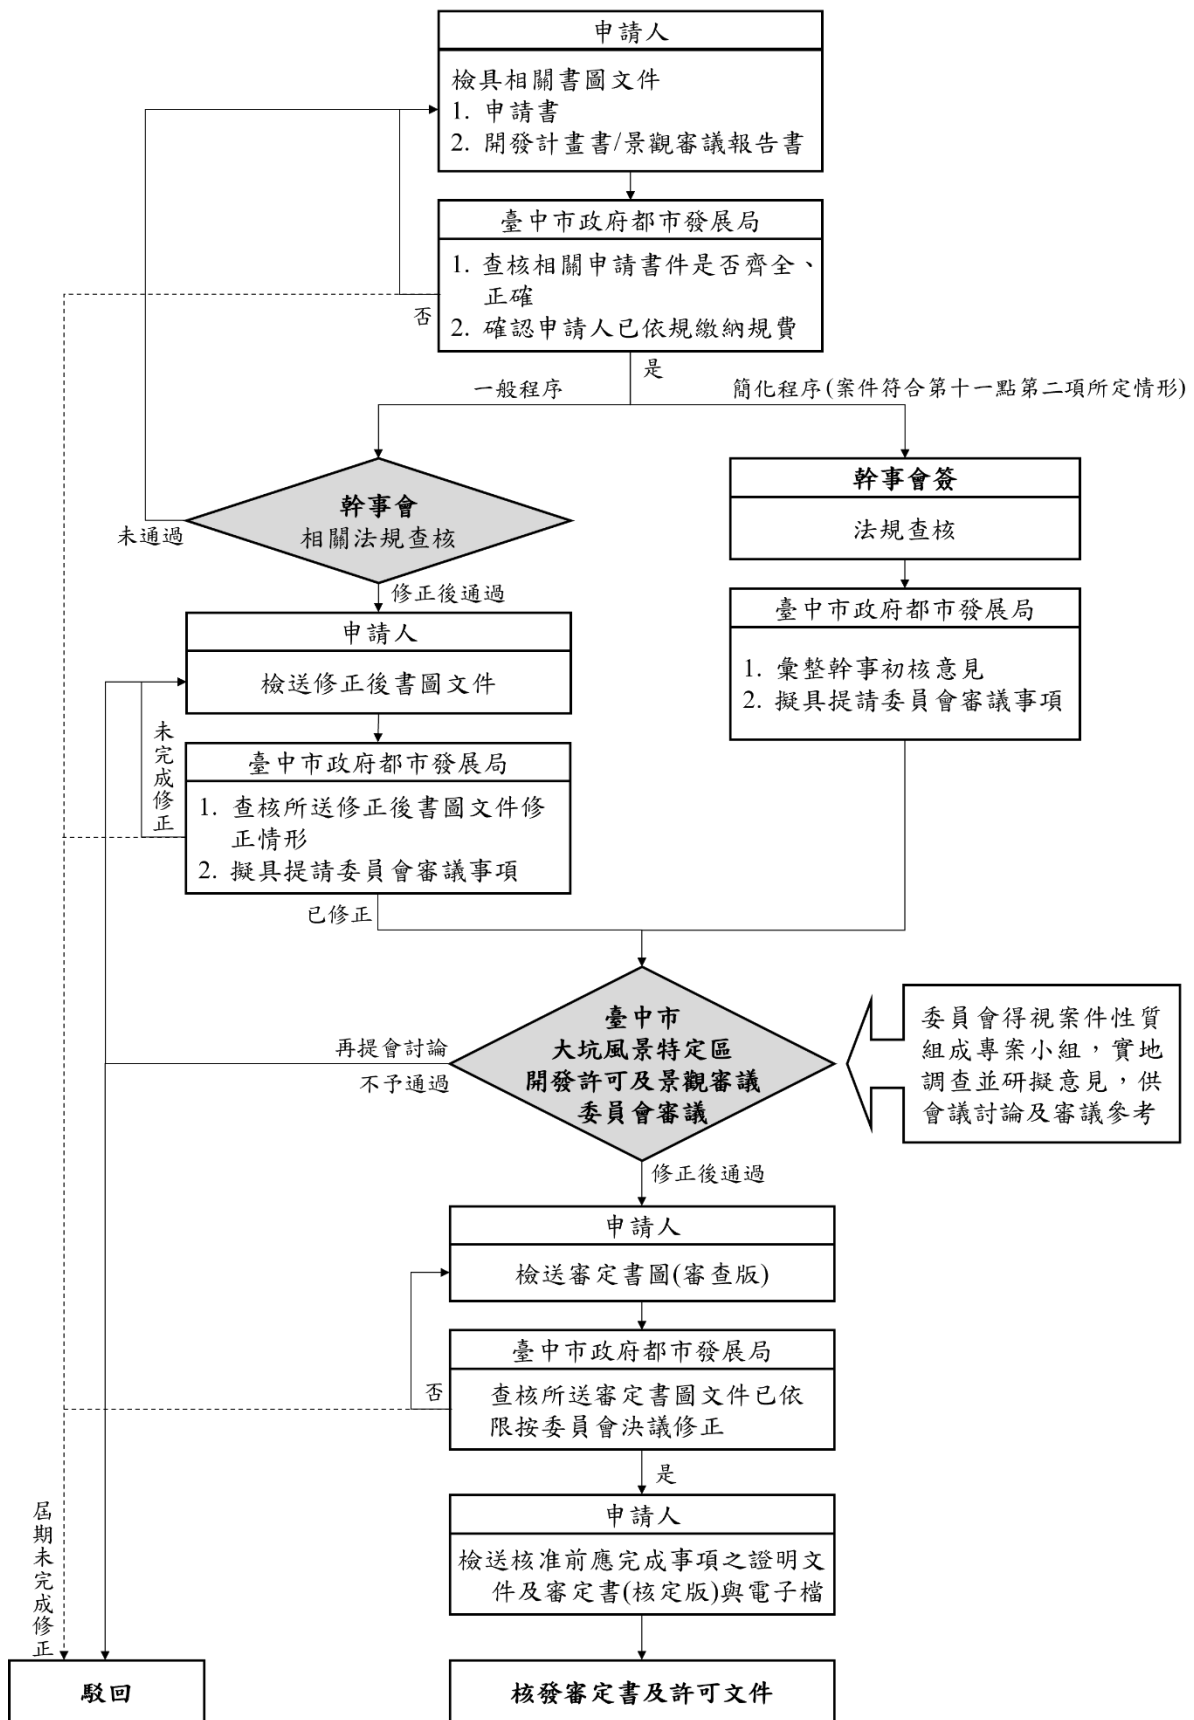 申請人
檢具相關書圖文件
1. 申請書
2. 開發計畫書/景觀審議報告書
臺中市政府都市發展局
1. 查核相關申請書件是否齊全、
正確
2. 確認申請人已依規繳納規費
否
是
一般程序
簡化程序(案件符合第十一點第二項所定情形)
幹事會
相關法規查核
未通過
修正後通過
幹事會簽
法規查核
臺中市政府都市發展局
1. 彙整幹事初核意見
2. 擬具提請委員會審議事項
申請人
檢送修正後書圖文件
未完成修正
臺中市政府都市發展局
1. 查核所送修正後書圖文件修
正情形
2. 擬具提請委員會審議事項
已修正
臺中市
大坑風景特定區
開發許可及景觀審議
委員會審議
再提會討論
不予通過
委員會得視案件性質
組成專案小組，實地
調查並研擬意見，供
會議討論及審議參考
修正後通過
申請人
檢送審定書圖(審查版)
臺中市政府都市發展局
查核所送審定書圖文件已依
限按委員會決議修正
否
是
申請人
檢送核准前應完成事項之證明文
件及審定書(核定版)與電子檔
屆期未完成修正
駁回
核發審定書及許可文件